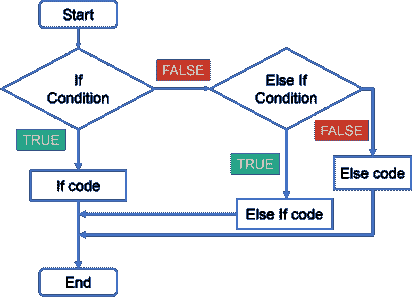 Start
If
Condition
FALSE
Else If
Condition
TRUE
FALSE
TRUE
If code
Else code
Else If code
End